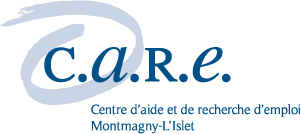 C.a.R.e.
Centre d'aide et de recherche d'emploi
Montmagny-L'Islet